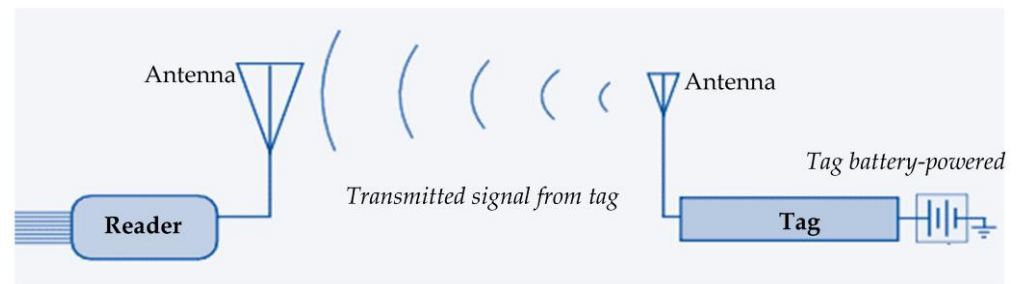 Antenna
Antenna
Tag battery-powered
Transmitted signal from tag
Reader
Tag